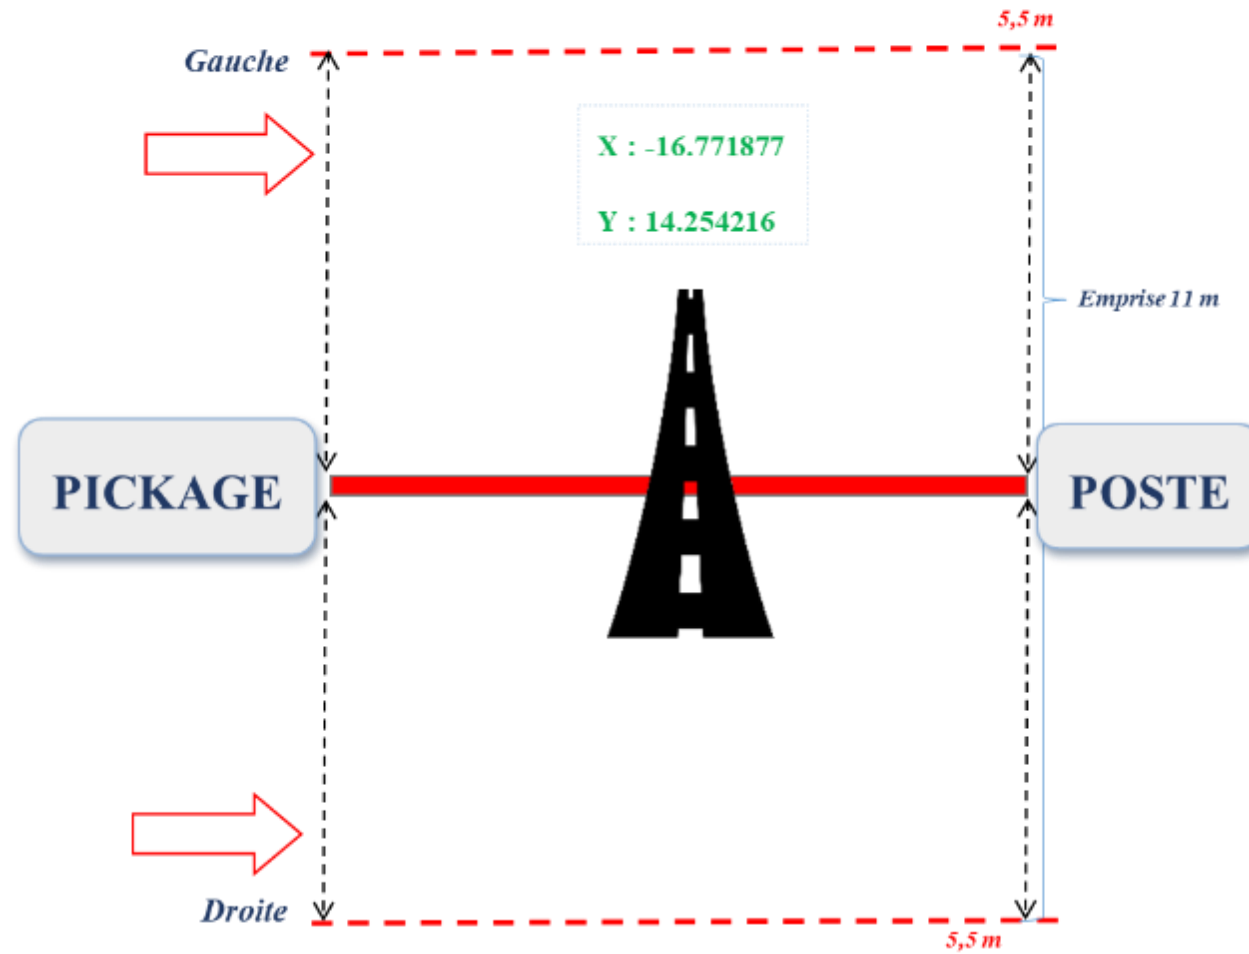 5,5 m
Gauche
X : -16.771877
Y : 14.254216
Emprise 11 m
PICKAGE
POSTE
Droite
5,5 m